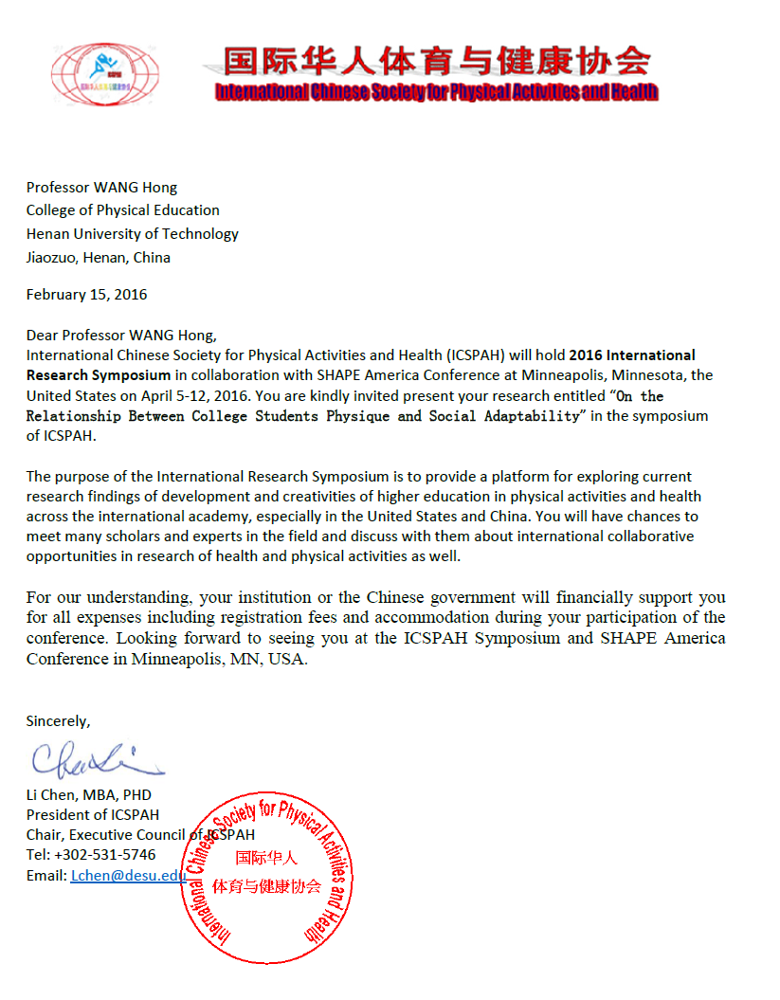 国际华人体育与健康协会
International Chinese Society for Physical Activities and Health
Professor WANG Hong
College of Physical Education
Henan University of Technology
Jiaozuo, Henan, China
February 15, 2016
Dear Professor WANG Hong,
International Chinese Society for Physical Activities and Health (ICSPAH) will hold 2016 International
Research Symposium in collaboration with SHAPE America Conference at Minneapolis, Minnesota, the
United States on April 5-12, 2016. You are kindly invited present your research entitled “On the
Relationship Between College Students Physique and Social Adaptability” in the symposium
of ICSPAH.
The purpose of the International Research Symposium is to provide a platform for exploring current
research findings of development and creativities of higher education in physical activities and health
across the international academy, especially in the United States and China. You will have chances to
meet many scholars and experts in the field and discuss with them about international collaborative
opportunities in research of health and physical activities as well.
For our understanding, your institution or the Chinese government will financially support you
for all expenses including registration fees and accommodation during your participation of the
conference. Looking forward to seeing you at the ICSPAH Symposium and SHAPE America
Conference in Minneapolis, MN, USA.
Sincerely,
Li Chen, MBA, PHD
President of ICSPAH
Chair, Executive Council of ICSPAH
Tel: +302-531-5746
Email: Lchen@desu.edu
International Chinese Society for Physical Activities and Health
国际华人
体育与健康协会